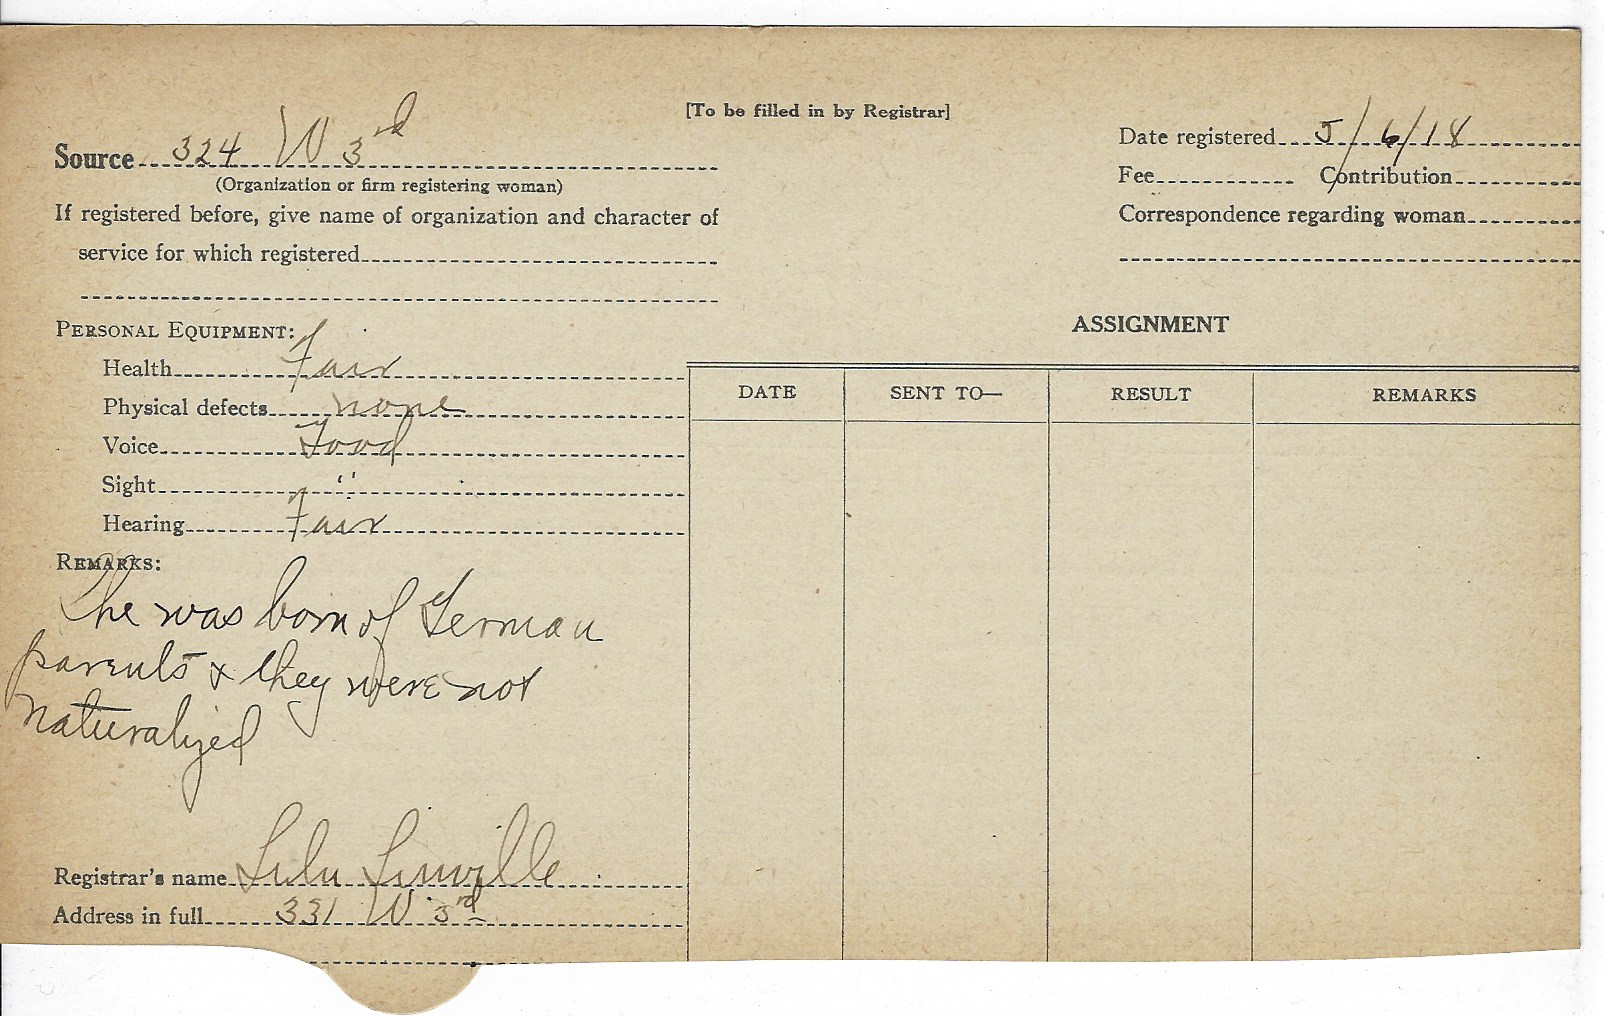 [To be filled in by Registrar]
Source 324 W 3rd
(Organization or firm registering woman)
If registered before, give name of organization and character of
service for which registered
Date registered 5/6/18
Fee Contribution
Correspondence regarding woman
PERSONAL EQUIPMENT:
Health Fair
Physical defects none
Voice Good
Sight "
Hearing Fair
REMARKS:
She was born of German
parents & they were not
naturalized
Registrar's name Lulu Linville
Address in full 331 W 3rd
ASSIGNMENT
DATE SENT TO— RESULT REMARKS